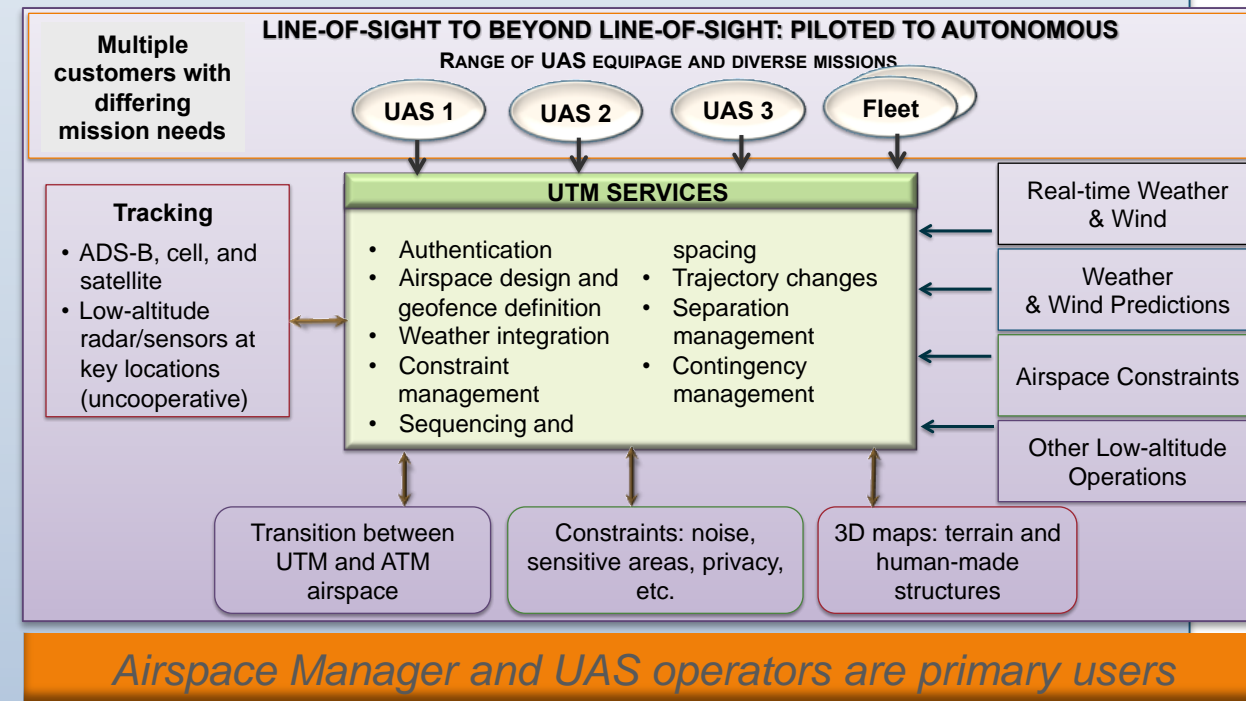 LINE-OF-SIGHT TO BEYOND LINE-OF-SIGHT: PILOTED TO AUTONOMOUS
RANGE OF UAS EQUIPAGE AND DIVERSE MISSIONS
Multiple
customers with
differing
mission needs
UAS 1
UAS 2
UAS 3
Fleet
Tracking
• ADS-B, cell, and
satellite
• Low-altitude
radar/sensors at
key locations
(uncooperative)
UTM SERVICES
• Authentication
• Airspace design and
geofence definition
• Weather integration
• Constraint
management
• Sequencing and
spacing
• Trajectory changes
• Separation
management
• Contingency
management
Real-time Weather
& Wind
Weather
& Wind Predictions
Airspace Constraints
Other Low-altitude
Operations
Transition between
UTM and ATM
airspace
Constraints: noise,
sensitive areas, privacy,
etc.
3D maps: terrain and
human-made
structures
Airspace Manager and UAS operators are primary users